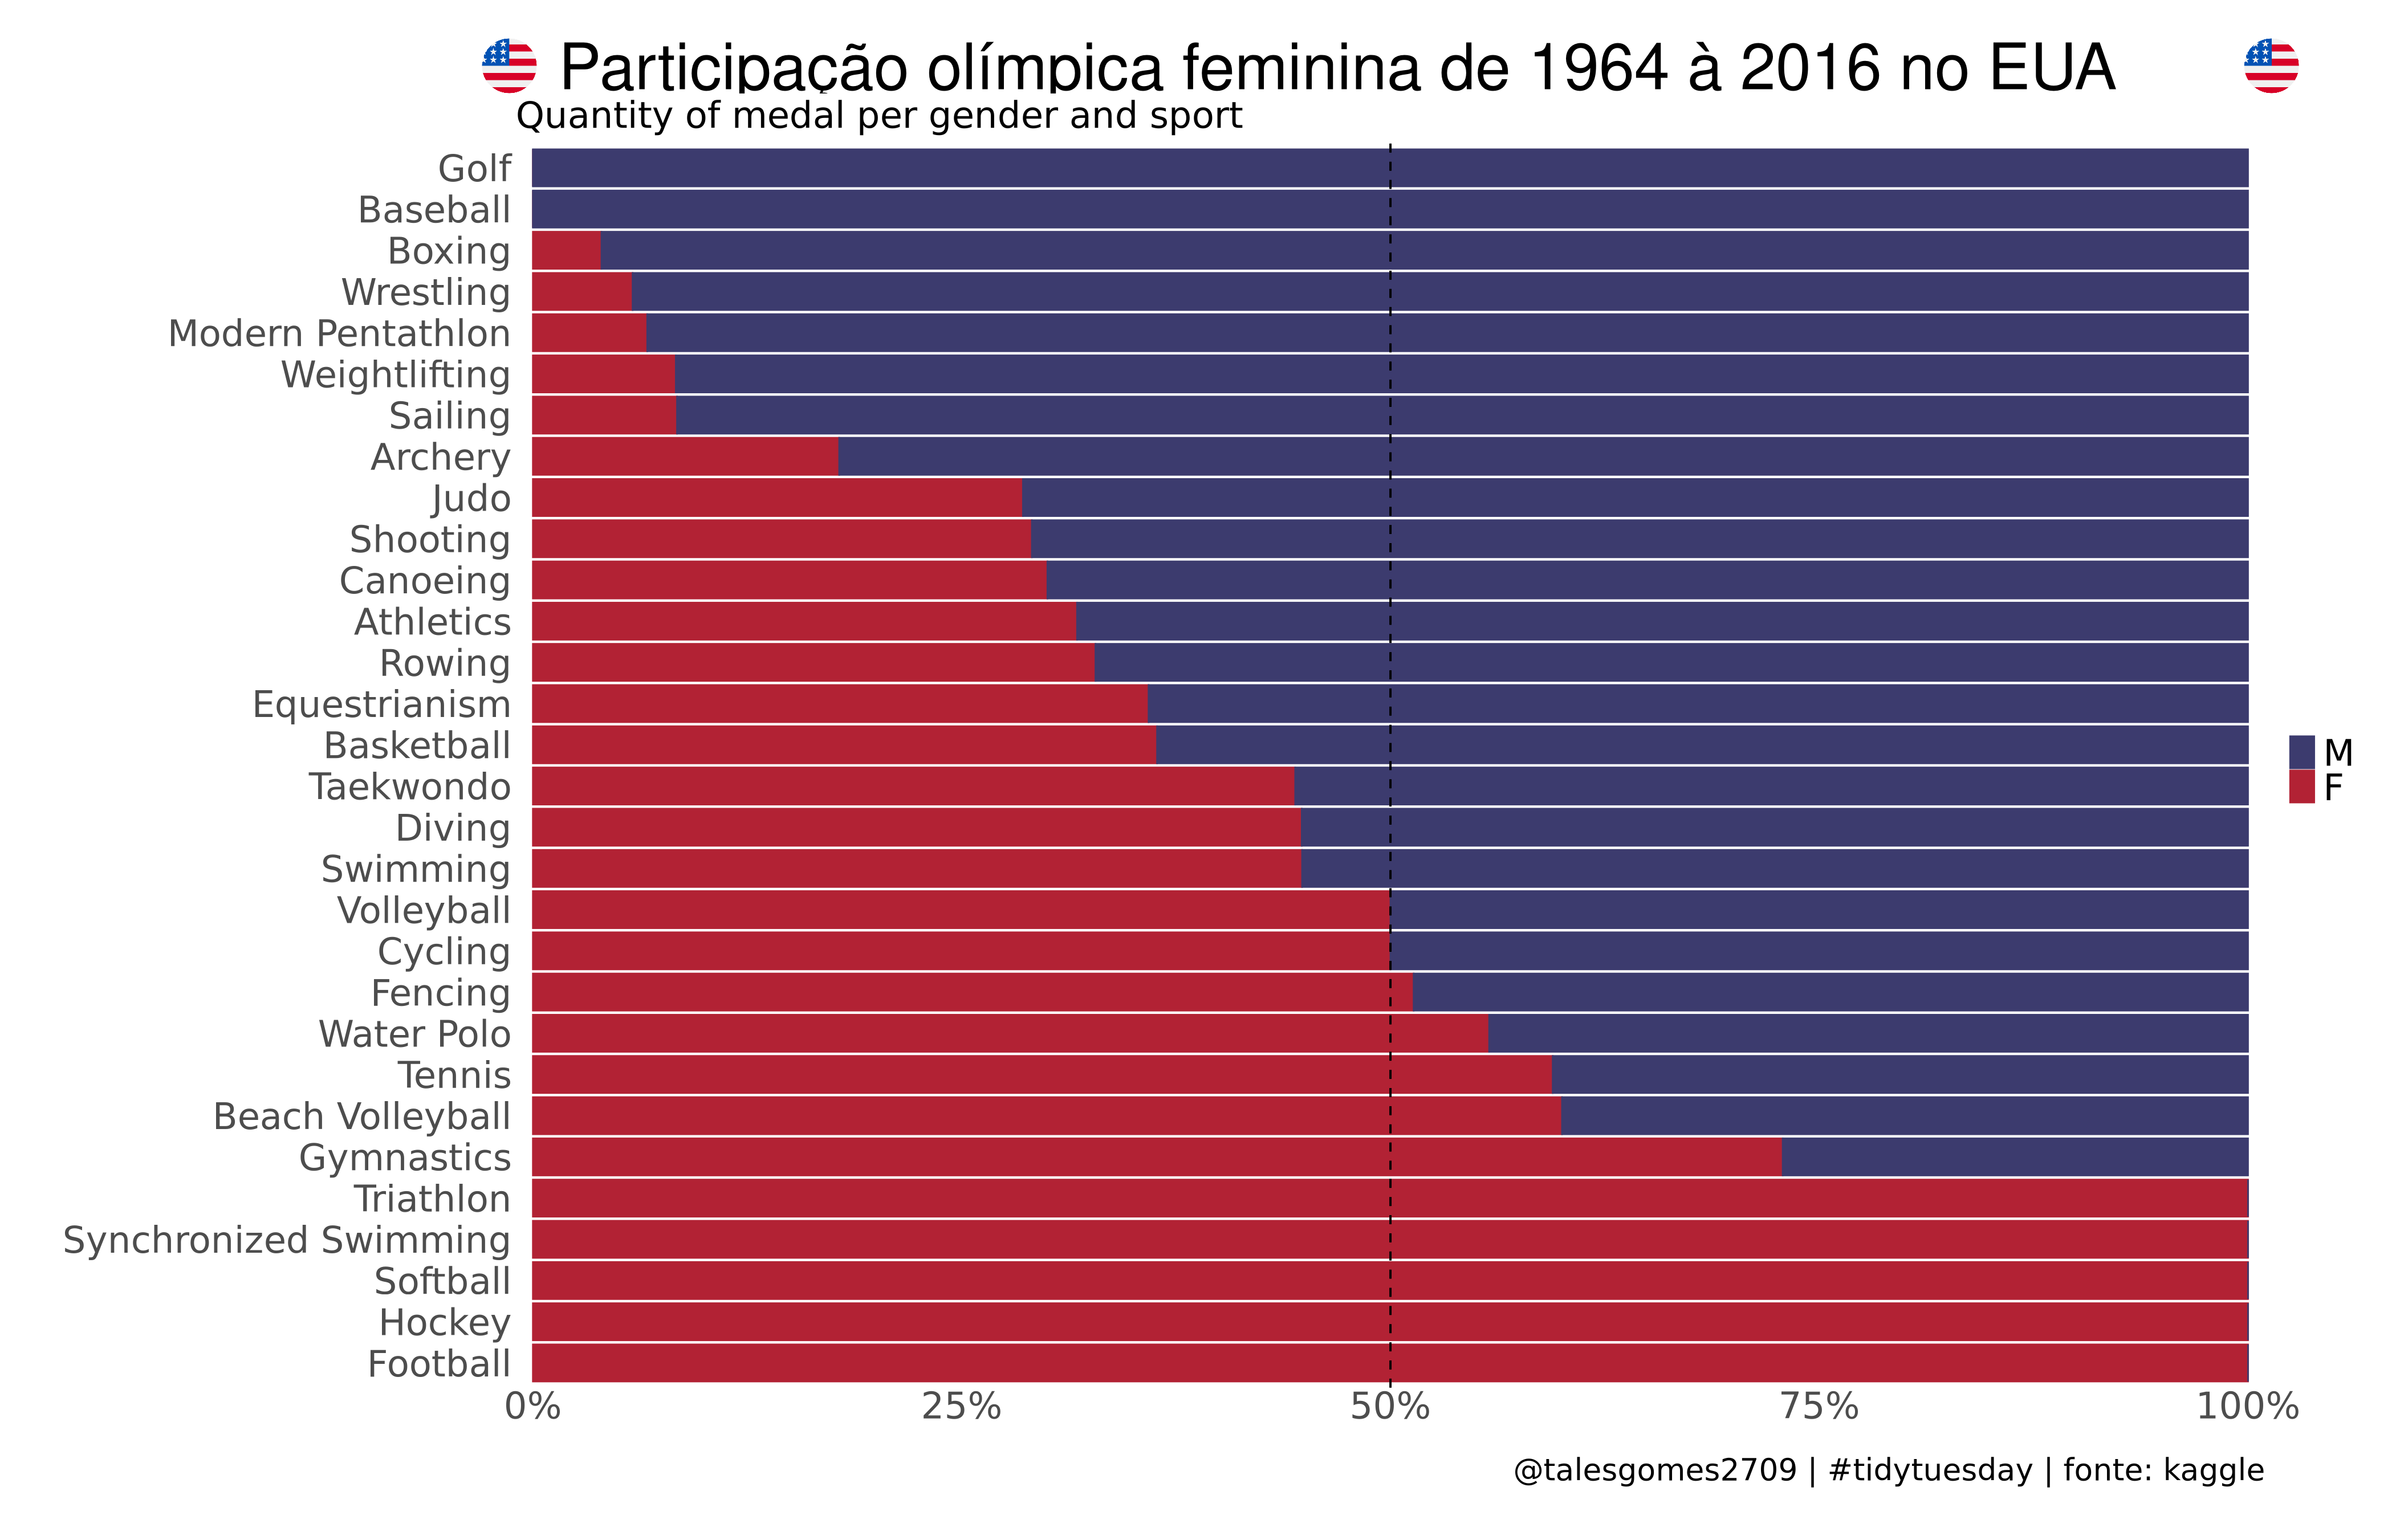 Participação olímpica feminina de 1964 à 2016 no EUA
Quantity of medal per gender and sport
Golf
Baseball
Boxing
Wrestling
Modern Pentathlon
Weightlifting
Sailing
Archery
Judo
Shooting
Canoeing
Athletics
Rowing
Equestrianism
Basketball
Taekwondo
Diving
Swimming
Volleyball
Cycling
Fencing
Water Polo
Tennis
Beach Volleyball
Gymnastics
Triathlon
Synchronized Swimming
Softball
Hockey
Football
0% 25% 50% 75% 100%
M
F
@talesgomes2709 | #tidytuesday | fonte: kaggle